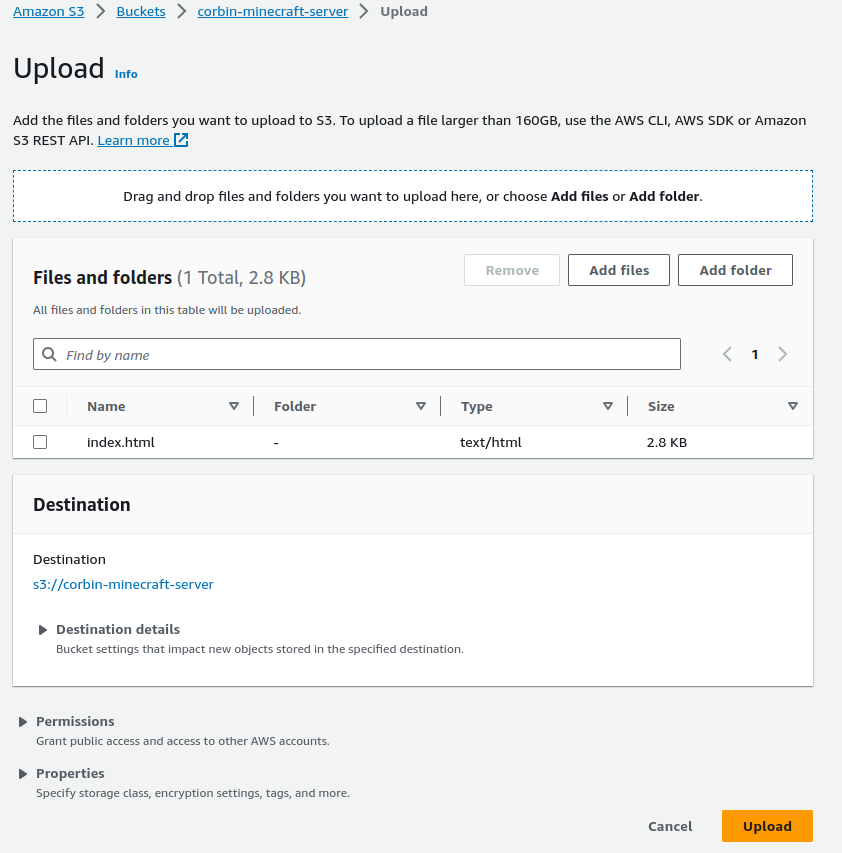 Amazon S3 > Buckets > corbin-minecraft-server > Upload
Upload Info
Add the files and folders you want to upload to S3. To upload a file larger than 160GB, use the AWS CLI, AWS SDK or Amazon
S3 REST API. Learn more
Drag and drop files and folders you want to upload here, or choose Add files or Add folder.
Files and folders (1 Total, 2.8 KB)
Remove Add files Add folder
All files and folders in this table will be uploaded.
Find by name
1
Name Folder Type Size
index.html - text/html 2.8 KB
Destination
Destination
s3://corbin-minecraft-server
Destination details
Bucket settings that impact new objects stored in the specified destination.
Permissions
Grant public access and access to other AWS accounts.
Properties
Specify storage class, encryption settings, tags, and more.
Cancel Upload